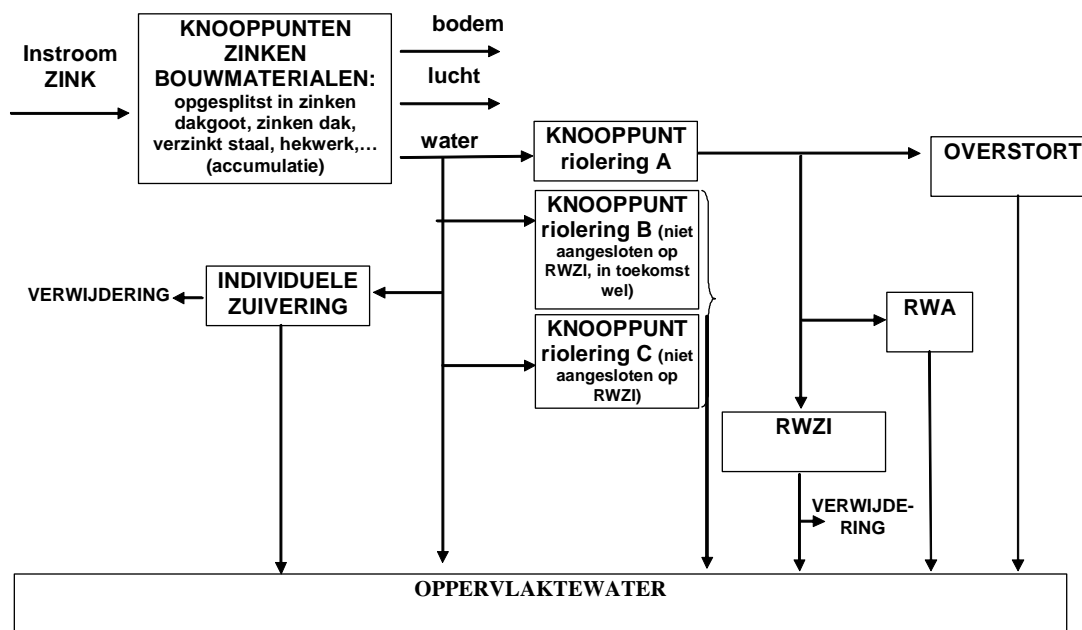 Instroom
ZINK
KNOOPPUNTEN
ZINKEN
BOUWMATERIALEN:
opgesplitst in zinken
dakgoot, zinken dak,
verzinkt staal, hekwerk,…
(accumulatie)
bodem
lucht
water
KNOOPPUNT
riolering A
OVERSTORT
KNOOPPUNT
riolering B (niet
aangesloten op
RWZI, in toekomst
wel)
VERWIJDERING
INDIVIDUELE
ZUIVERING
RWA
KNOOPPUNT
riolering C (niet
aangesloten op
RWZI)
RWZI
VERWIJDE-
RING
OPPERVLAKTEWATER